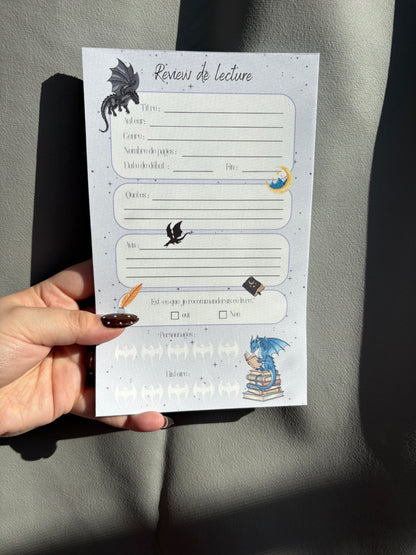 Review de lecture
Titre :
Auteur:
Genre :
Nombre de pages :
Date de début : Fin :
Quotes :
Avis :
Est-ce que je recommanderais ce livre?
oui Non
Personnages :
Histoire :